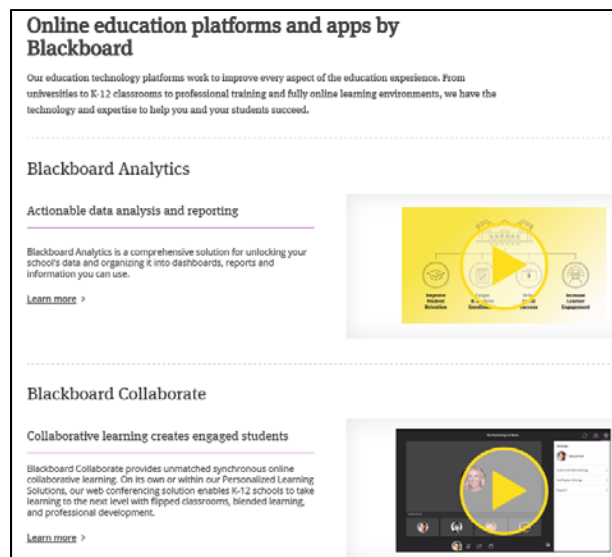 Online education platforms and apps by
Blackboard
Our education technology platforms work to improve every aspect of the education experience. From
universities to K-12 classrooms to professional training and fully online learning environments, we have the
technology and expertise to help you and your students succeed.
Blackboard Analytics
Actionable data analysis and reporting
Blackboard Analytics is a comprehensive solution for unlocking your
school's data and organizing it into dashboards, reports and
information you can use.
Learn more >
Improve
Student
Retention
Increase
Learner
Engagement
Blackboard Collaborate
Collaborative learning creates engaged students
Blackboard Collaborate provides unmatched synchronous online
collaborative learning. On its own or within our Personalized Learning
Solutions, our web conferencing solution enables K-12 schools to take
learning to the next level with flipped classrooms, blended learning,
and professional development.
Learn more >